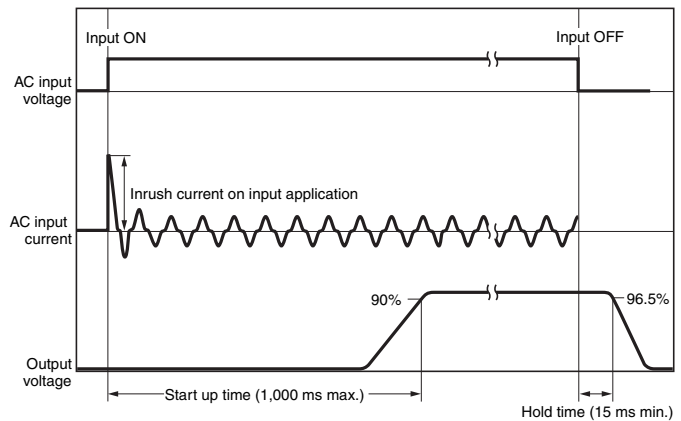 Input ON
Input OFF
AC input
voltage
Inrush current on input application
AC input
current
90%
96.5%
Output
voltage
Start up time (1,000 ms max.)
Hold time (15 ms min.)